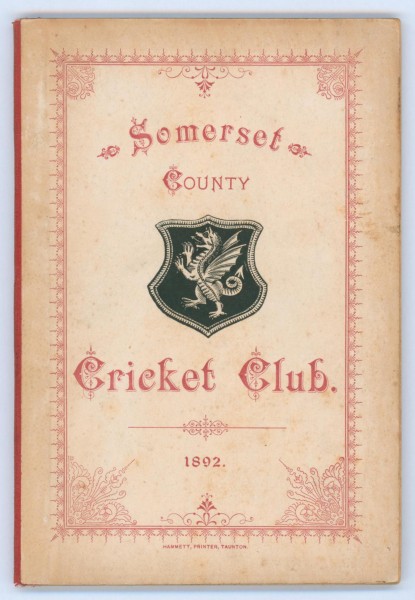 Somerset
COUNTY
Cricket Club.
1892.
HAMMETT, PRINTER, TAUNTON.